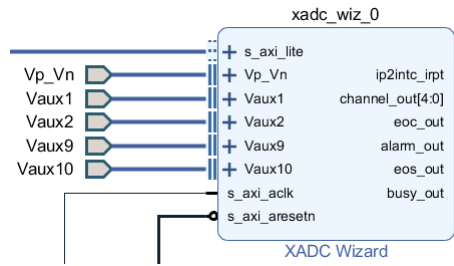 xadc_wiz_0
s_axi_lite
Vp_Vn Vp_Vn ip2intc_irpt
Vaux1 Vaux1 channel_out[4:0]
Vaux2 Vaux2 eoc_out
Vaux9 Vaux9 alarm_out
Vaux10 Vaux10 eos_out
s_axi_aclk busy_out
s_axi_aresetn
XADC Wizard